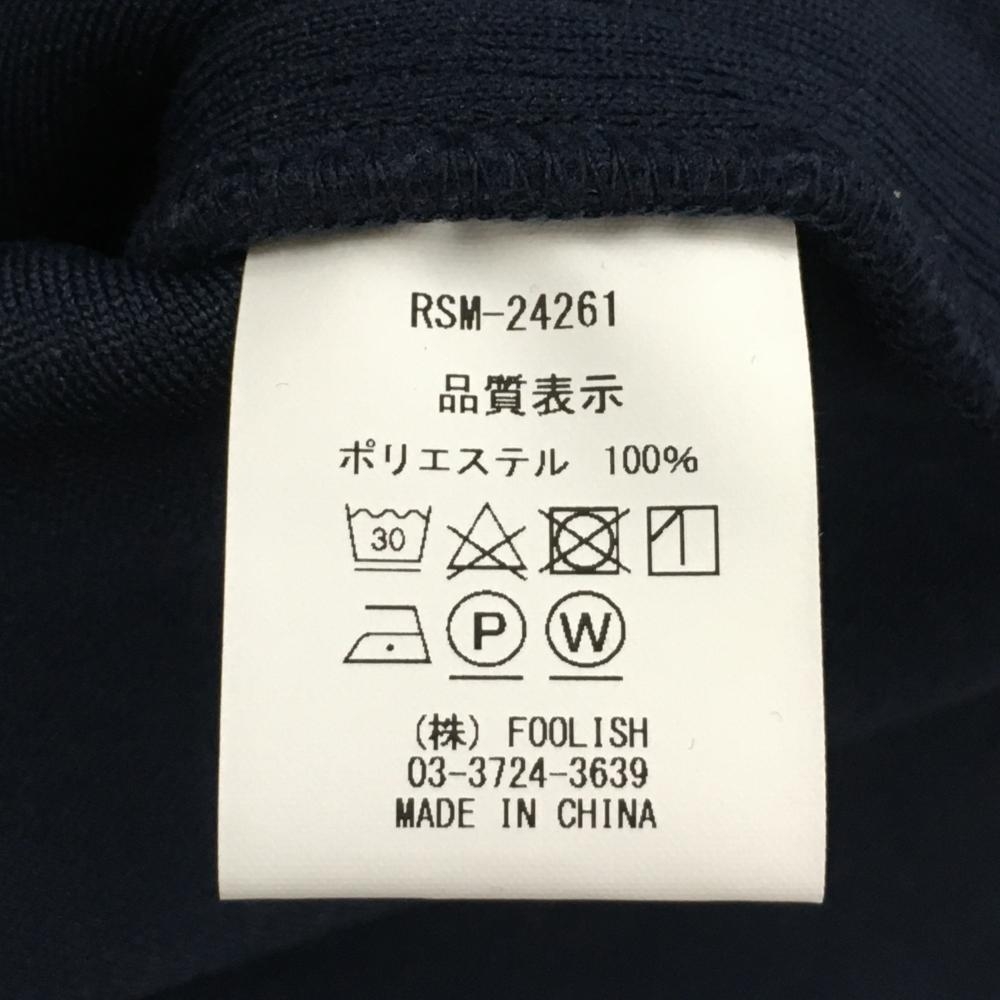 RSM-24261
品質表示
ポリエステル 100%
30
P W
(株) FOOLISH
03-3724-3639
MADE IN CHINA